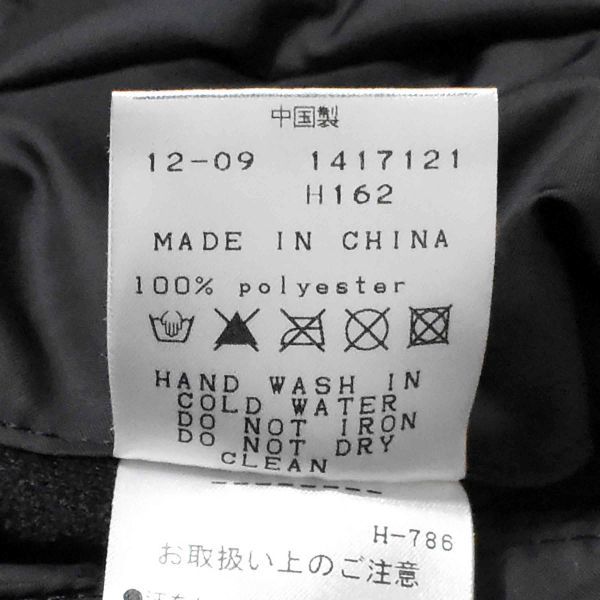 中国製
12-09 1417121
H162
MADE IN CHINA
100% polyester
HAND WASH IN
COLD WATER
DO NOT IRON
DO NOT DRY
CLEAN
H-786
お取扱い上のご注意